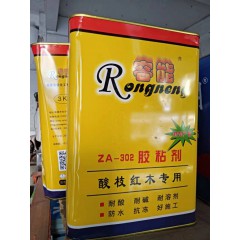 Rongneng
ZA-302 胶粘剂
酸枝红木专用
耐酸 耐碱 耐溶剂
防水 抗冻 好施工